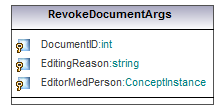 RevokeDocumentArgs
DocumentID:int
EditingReason:string
EditorMedPerson:ConceptInstance